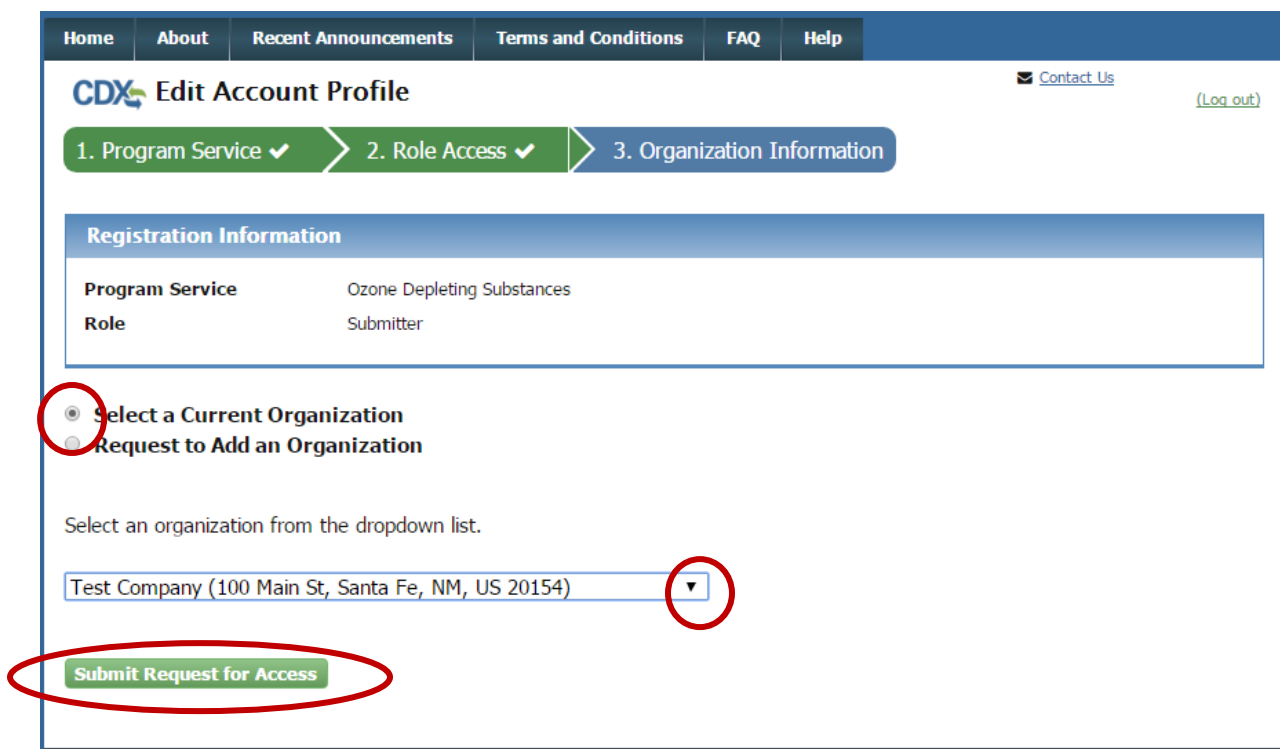 Home About Recent Announcements Terms and Conditions FAQ Help
CDX Edit Account Profile
Contact Us
(Log out)
1. Program Service ✔ 2. Role Access ✔ 3. Organization Information
Registration Information
Program Service Ozone Depleting Substances
Role Submitter
Select a Current Organization
Request to Add an Organization
Select an organization from the dropdown list.
Test Company (100 Main St, Santa Fe, NM, US 20154)
Submit Request for Access